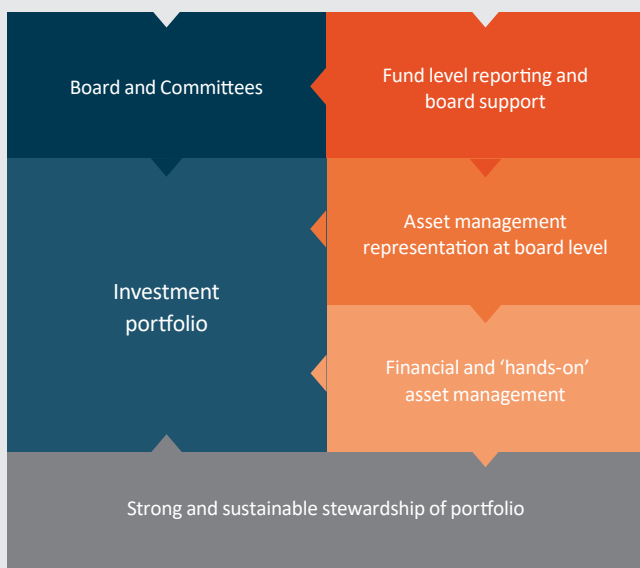 Board and Committees
Fund level reporting and
board support
Asset management
representation at board level
Investment
portfolio
Financial and ‘hands-on’
asset management
Strong and sustainable stewardship of portfolio